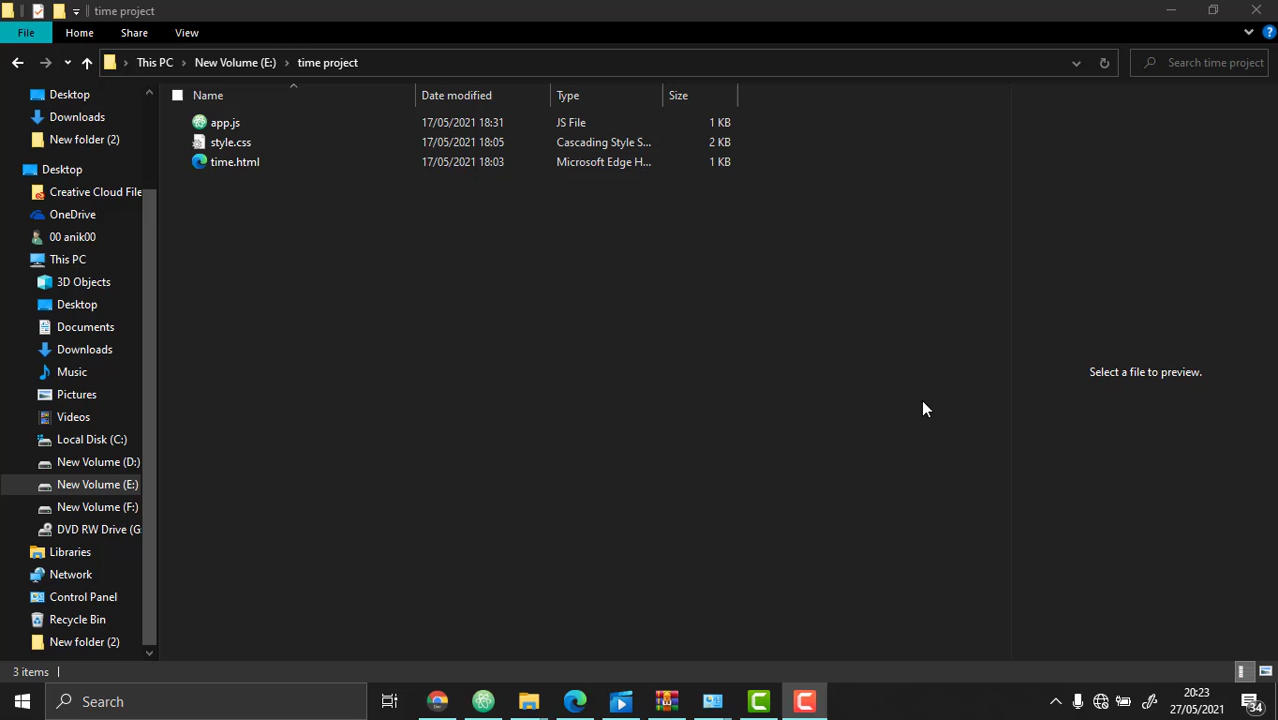 time project
File Home Share View
This PC New Volume (E:) time project
Search time project
Name Date modified Type Size
app.js 17/05/2021 18:31 JS File 1 KB
style.css 17/05/2021 18:05 Cascading Style S... 2 KB
time.html 17/05/2021 18:03 Microsoft Edge H... 1 KB
Desktop
Downloads
New folder (2)
Desktop
Creative Cloud File
OneDrive
00 anik00
This PC
3D Objects
Desktop
Documents
Downloads
Music
Pictures
Videos
Local Disk (C:)
New Volume (D:)
New Volume (E:)
New Volume (F:)
DVD RW Drive (G:
Libraries
Network
Control Panel
Recycle Bin
New folder (2)
Select a file to preview.
3 items
Search
20:23
27/05/2021
34